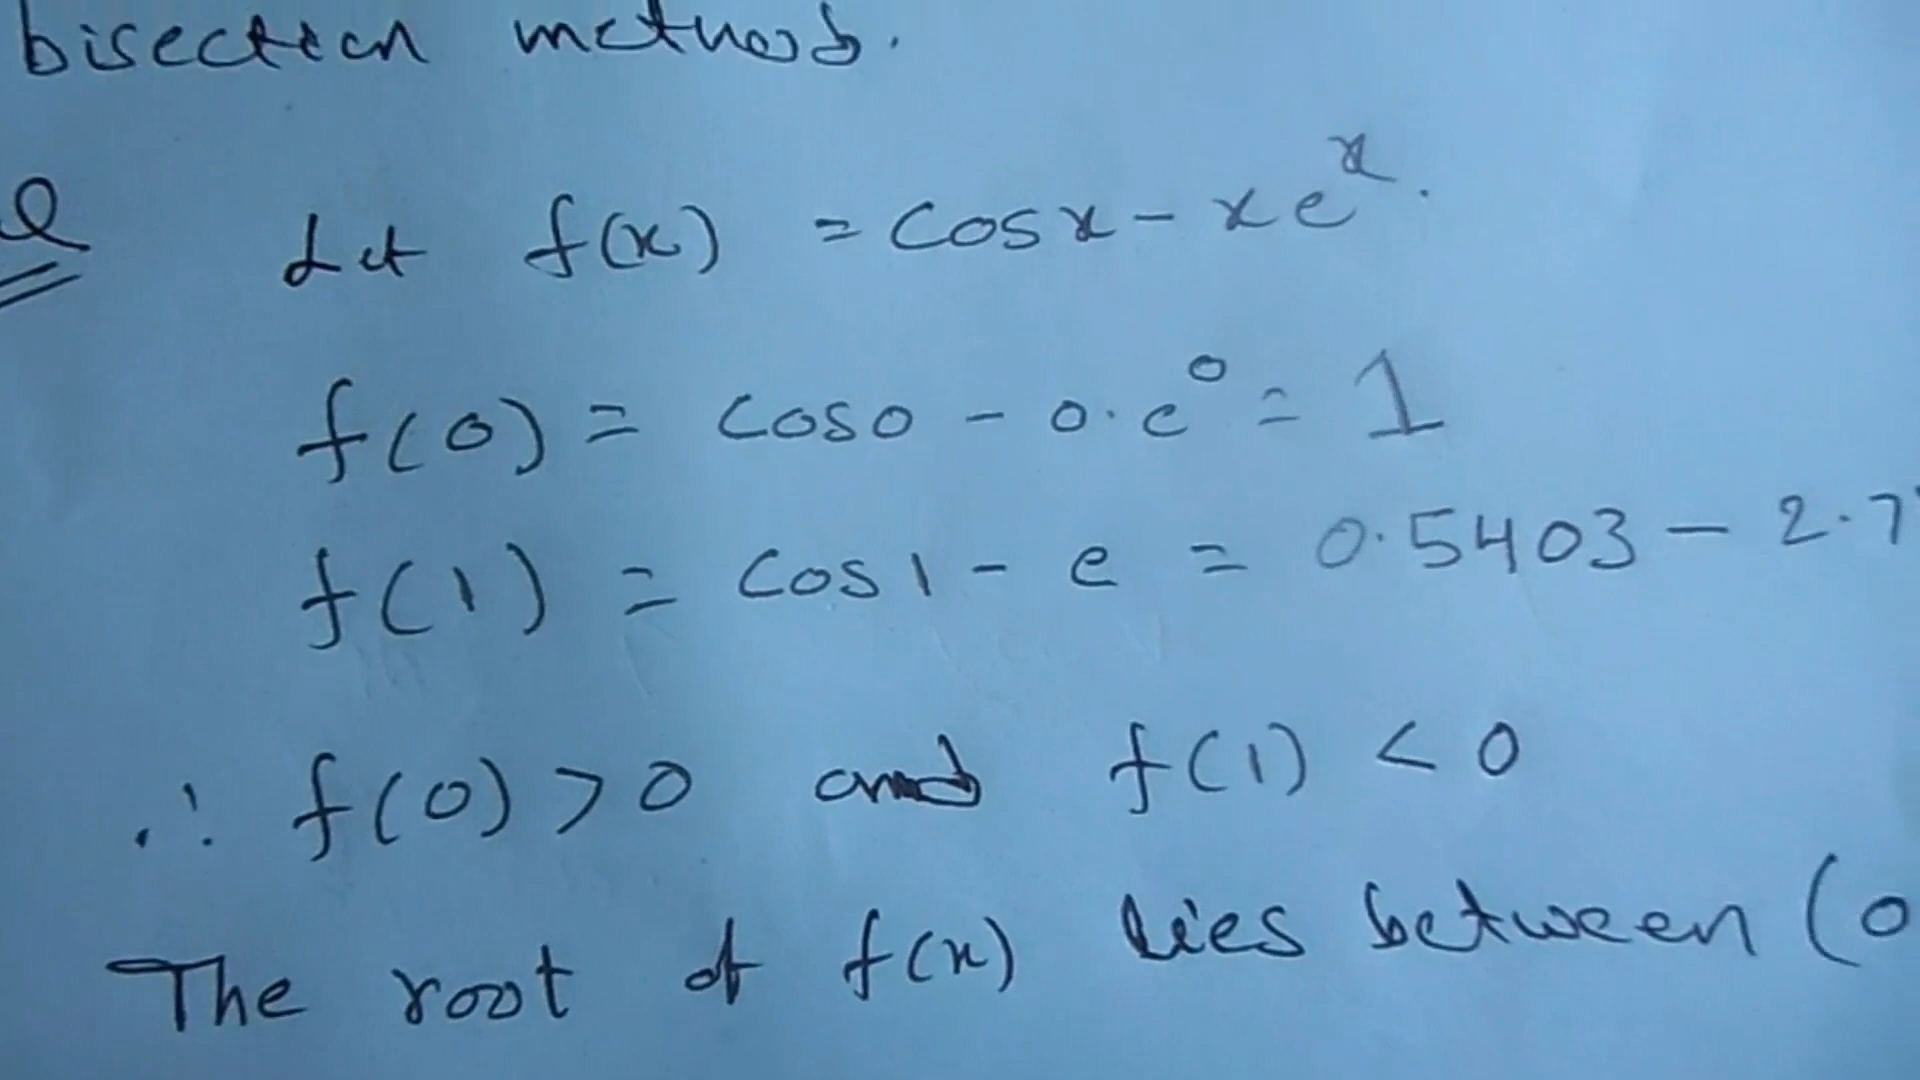 bisection method.
Let f(x) = cosx - xe^x.
f(0) = cos0 - 0.e^0 = 1
f(1) = cos1 - e = 0.5403 - 2.7
∴ f(0) > 0 and f(1) < 0
The root of f(x) lies between (0